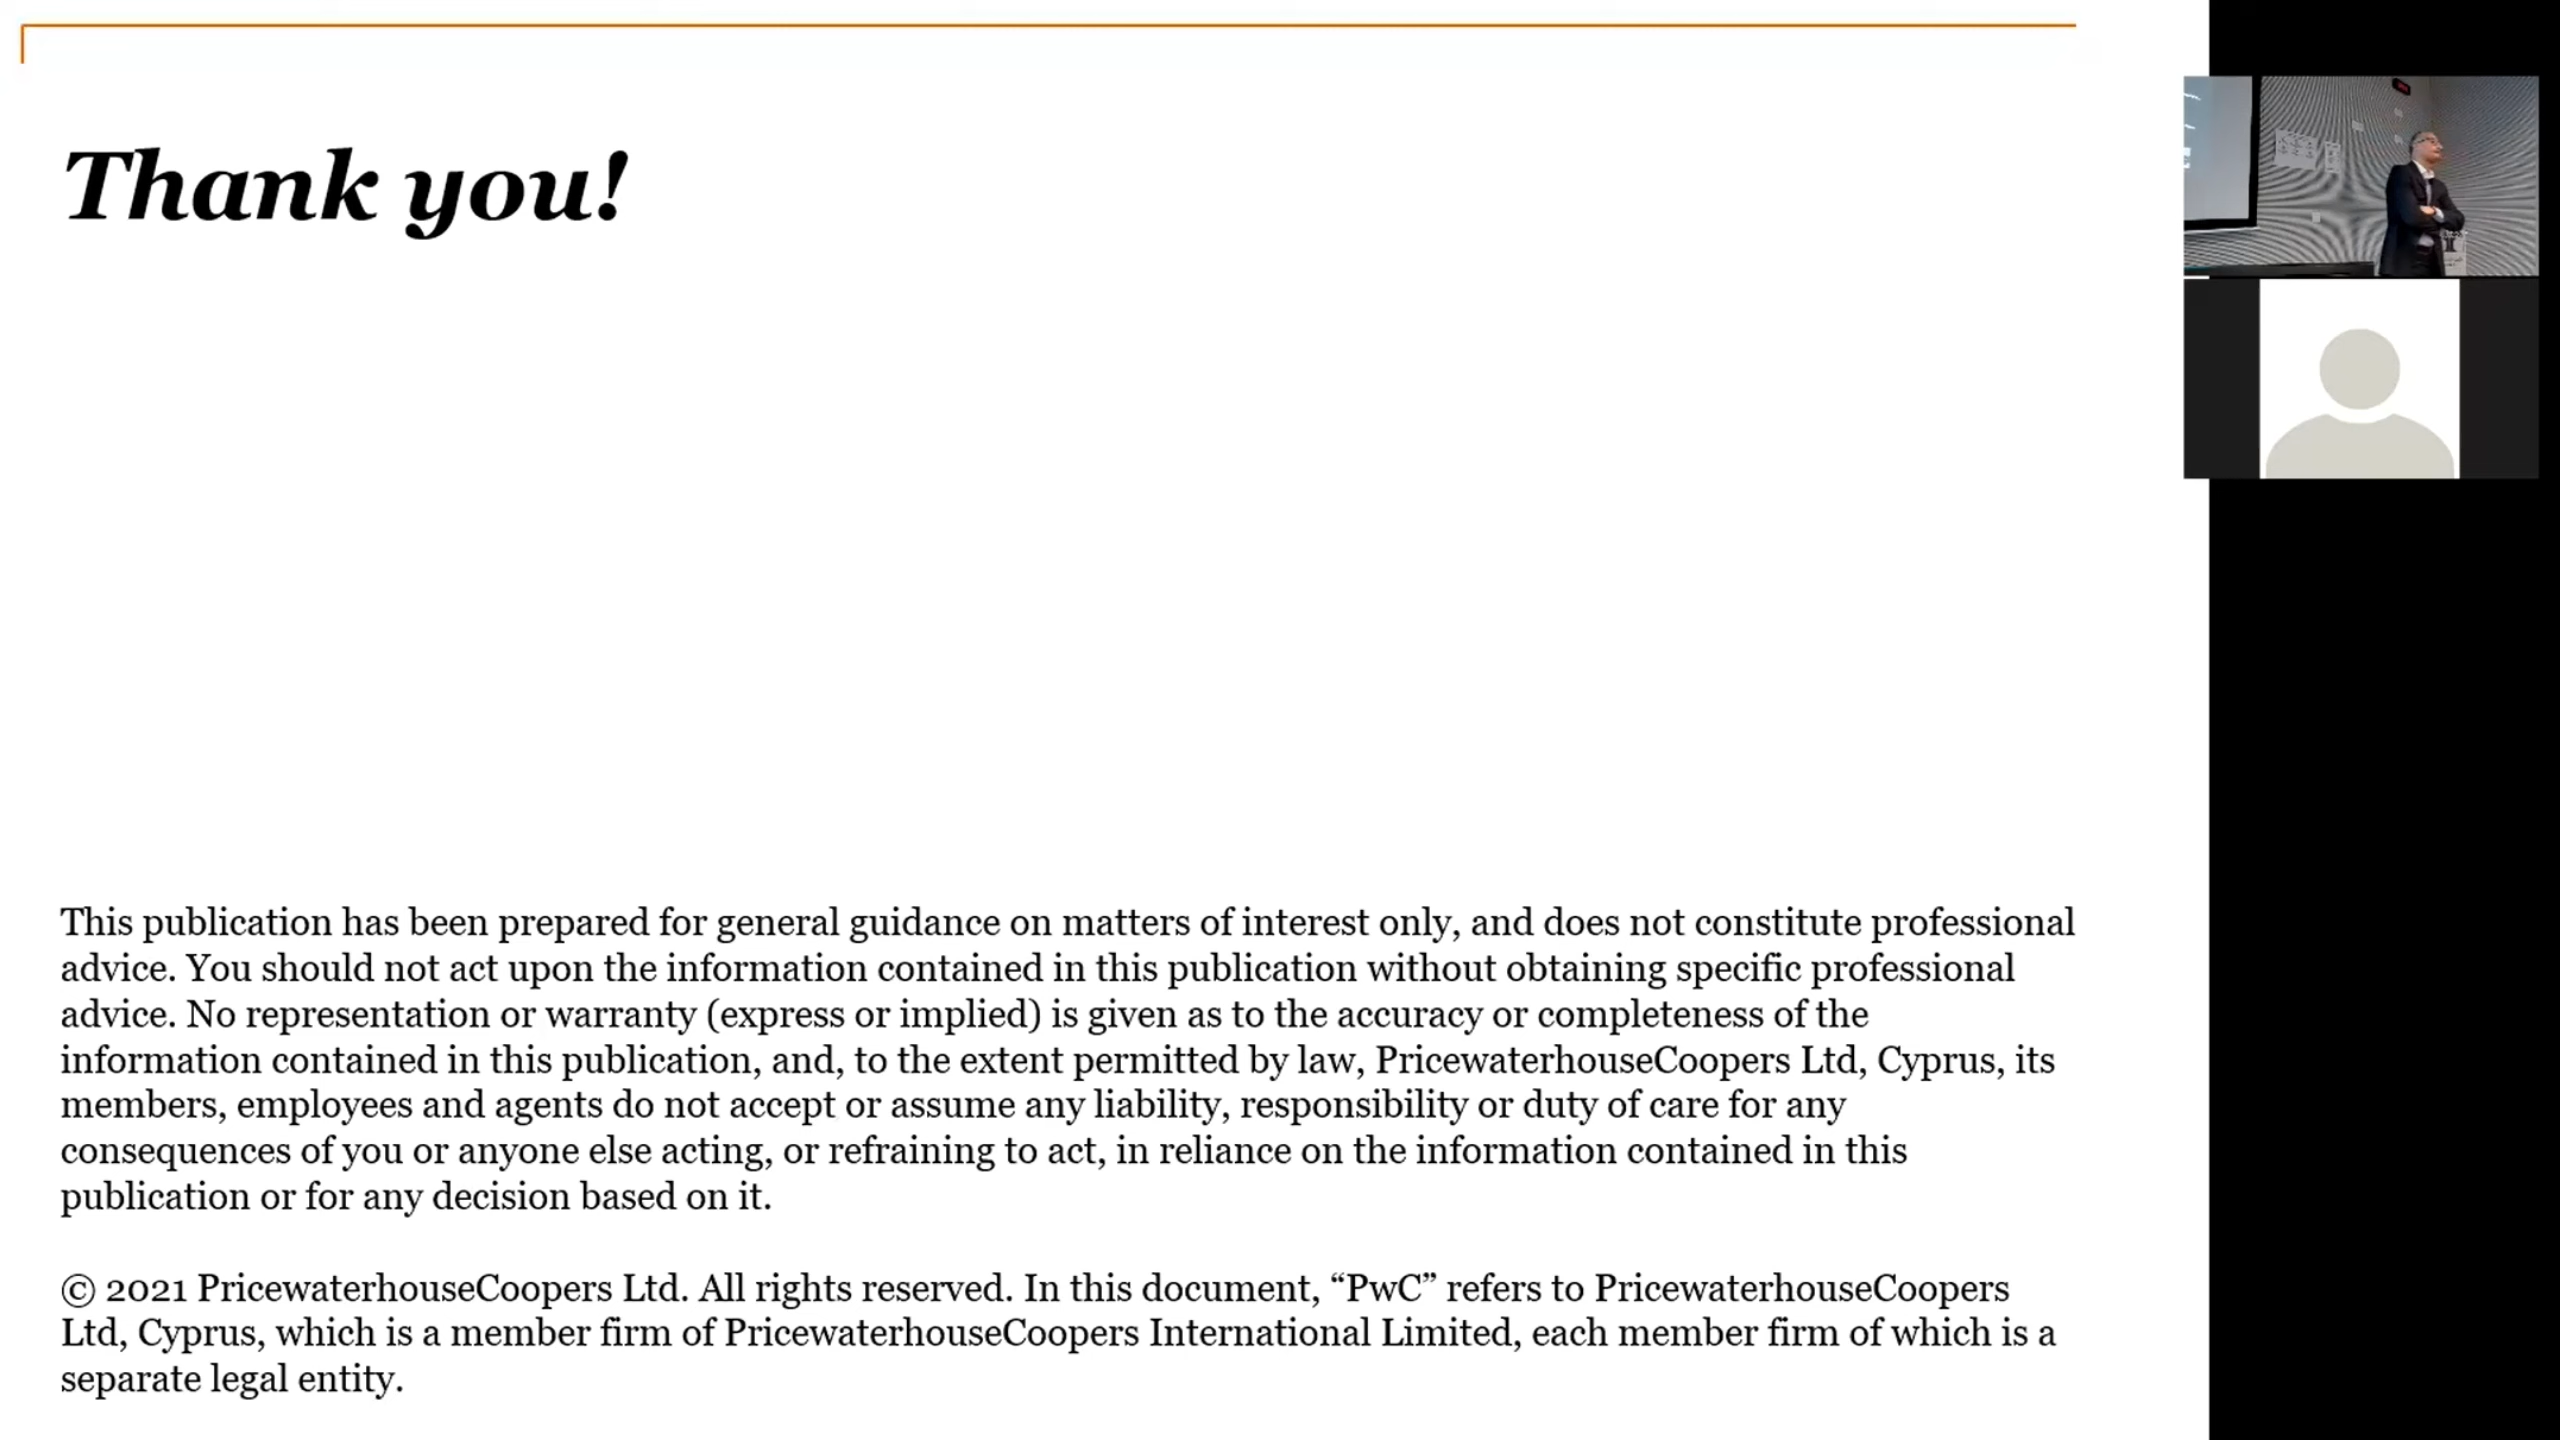 Thank you!
This publication has been prepared for general guidance on matters of interest only, and does not constitute professional
advice. You should not act upon the information contained in this publication without obtaining specific professional
advice. No representation or warranty (express or implied) is given as to the accuracy or completeness of the
information contained in this publication, and, to the extent permitted by law, PricewaterhouseCoopers Ltd, Cyprus, its
members, employees and agents do not accept or assume any liability, responsibility or duty of care for any
consequences of you or anyone else acting, or refraining to act, in reliance on the information contained in this
publication or for any decision based on it.
© 2021 PricewaterhouseCoopers Ltd. All rights reserved. In this document, “PwC” refers to PricewaterhouseCoopers
Ltd, Cyprus, which is a member firm of PricewaterhouseCoopers International Limited, each member firm of which is a
separate legal entity.